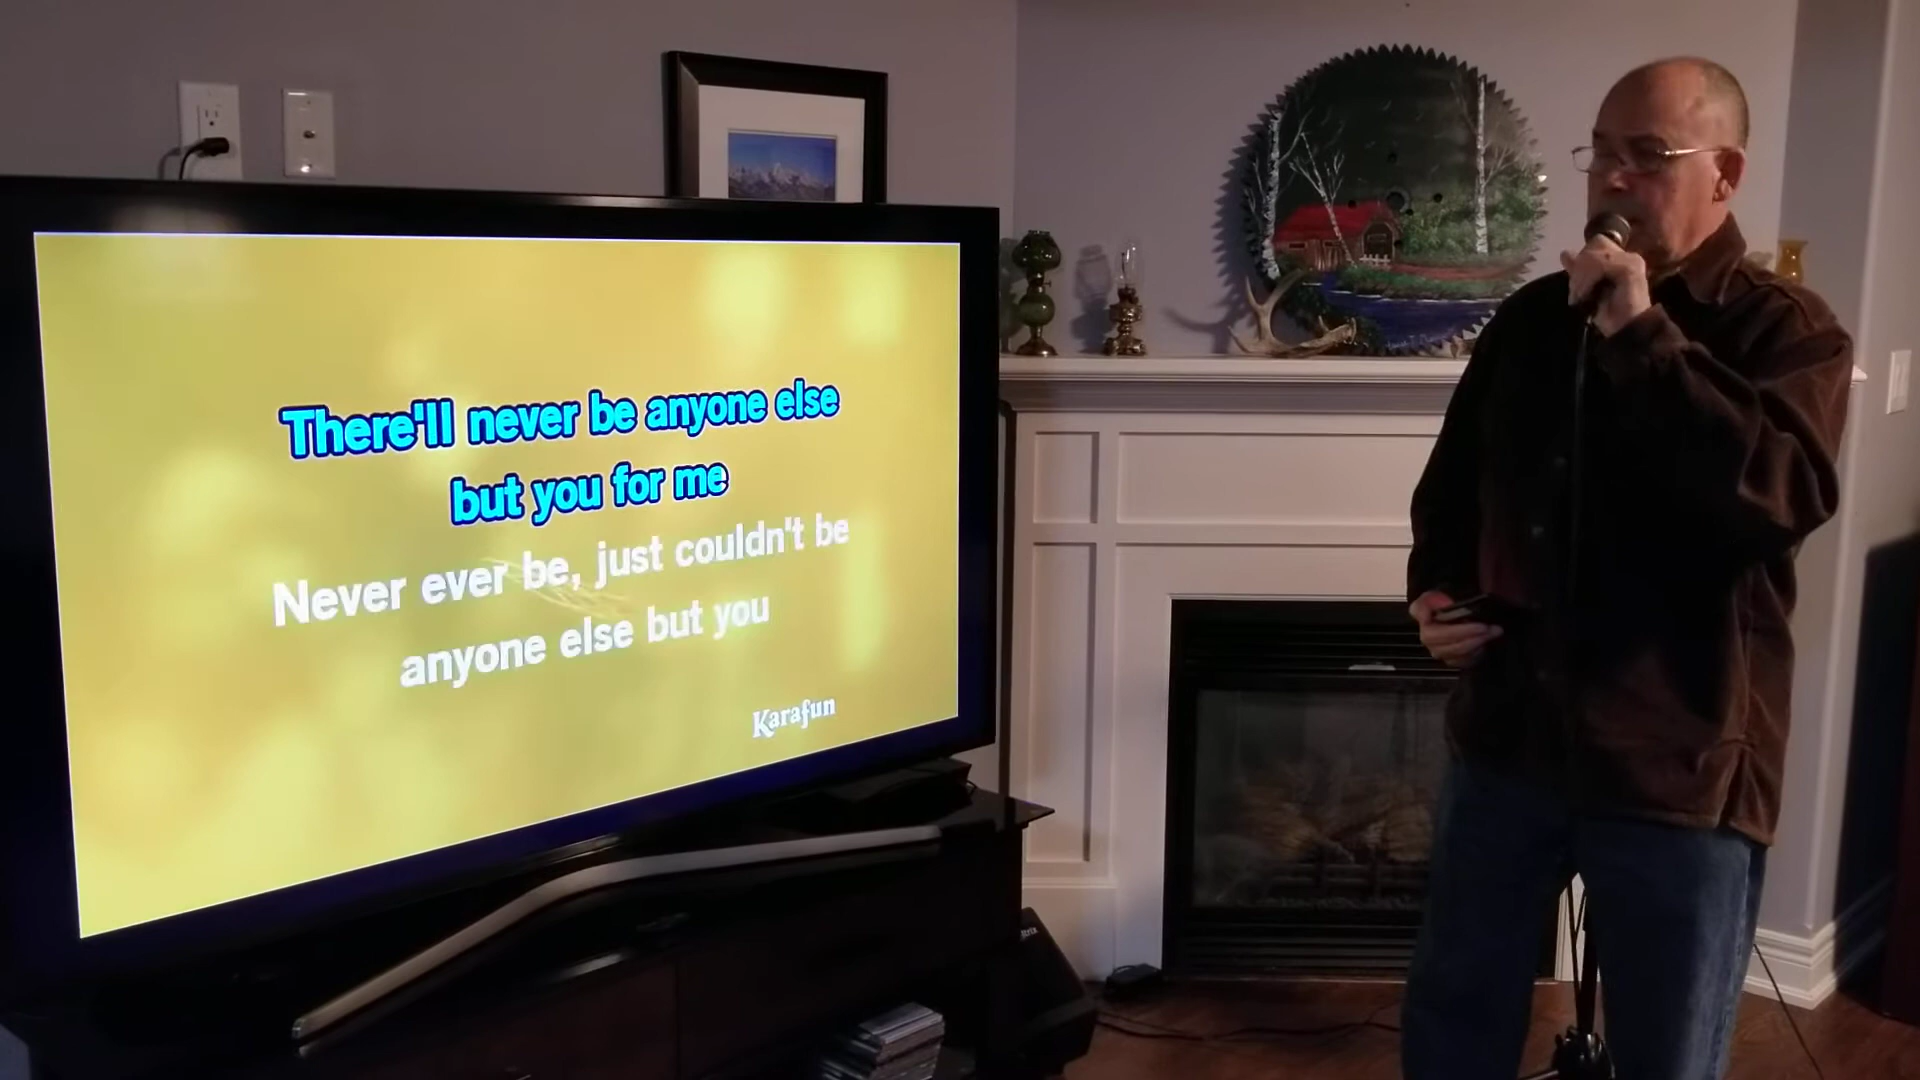 There'll never be anyone else
but you for me
Never ever be, just couldn't be
anyone else but you
Karafun